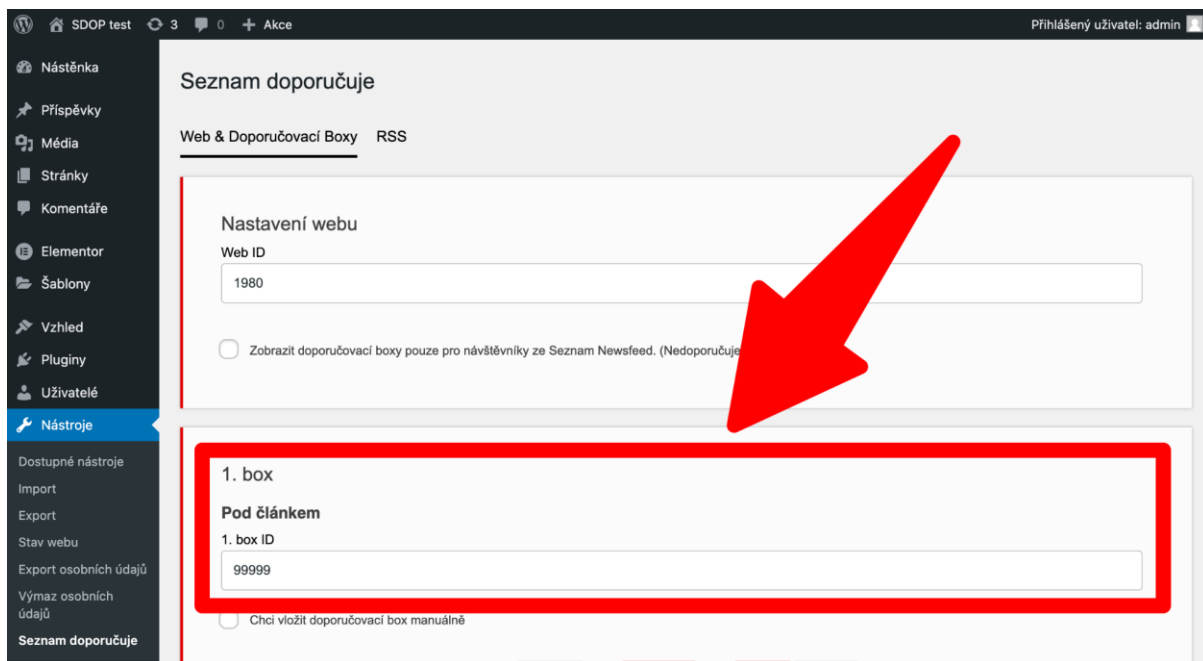 SDOP test 3 0 + Akce Přihlášený uživatel: admin
Nástěnka
Příspěvky
Média
Stránky
Komentáře
Elementor
Šablony
Vzhled
Pluginy
Uživatelé
Nástroje
Dostupné nástroje
Import
Export
Stav webu
Export osobních údajů
Výmaz osobních
údajů
Seznam doporučuje
Seznam doporučuje
Web & Doporučovací Boxy RSS
Nastavení webu
Web ID
1980
Zobrazit doporučovací boxy pouze pro návštěvníky ze Seznam Newsfeed.
1. box
Pod článkem
1. box ID
99999
Chci vložit doporučovací box manuálně